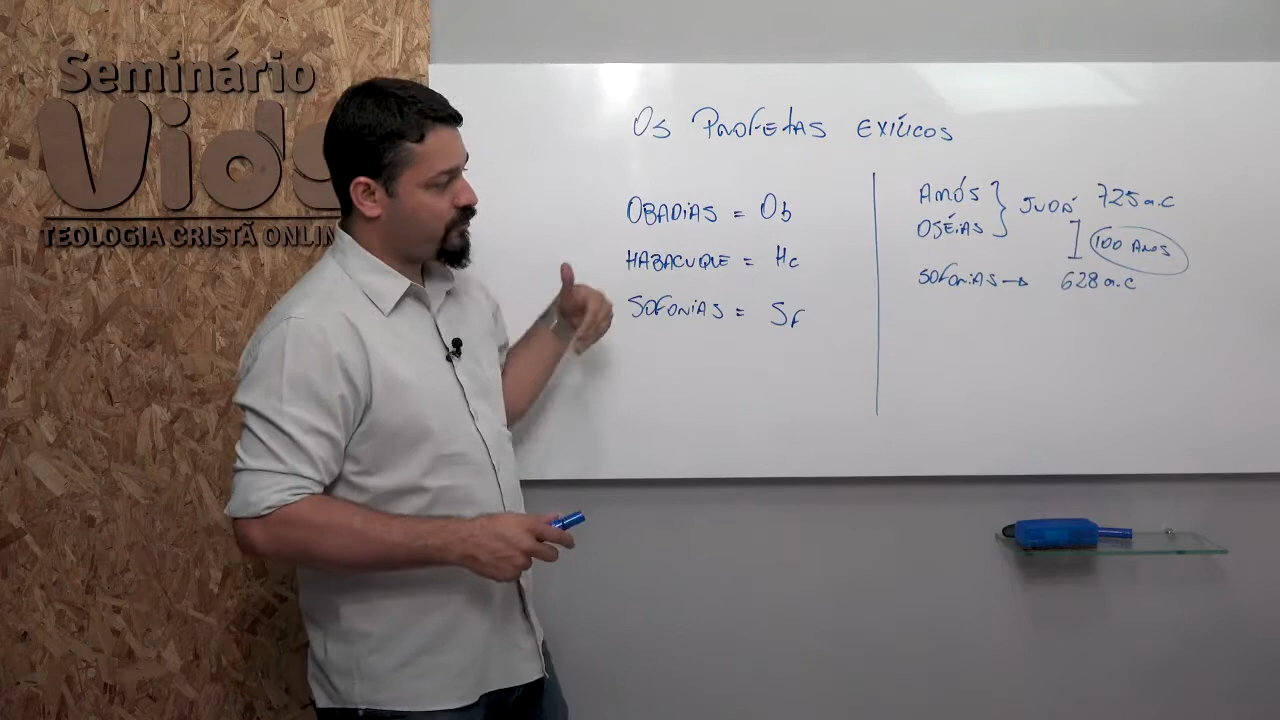 Seminário
Vids
TEOLOGIA CRISTÃ ONLIN
Os PROFETAS EXÍLICOS
OBADIAS = Ob
HABACUQUE = Hc
SOFONIAS = Sf
AMÓS
OSÉIAS
JUDÁ 725 a.C
100 ANOS
SOFONIAS → 628 a.C